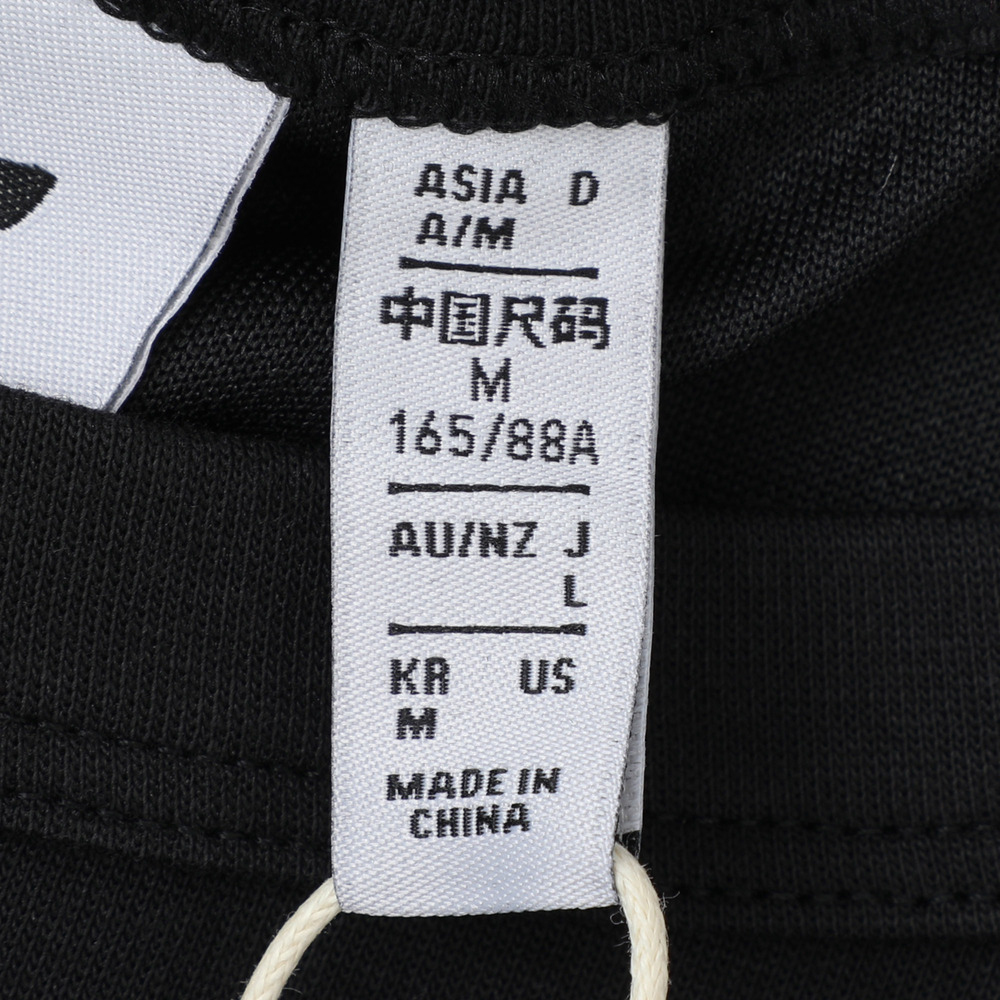 ASIA D
A/M
中国尺码
M
165/88A
AU/NZ J
L
KR US
M
MADE IN
CHINA